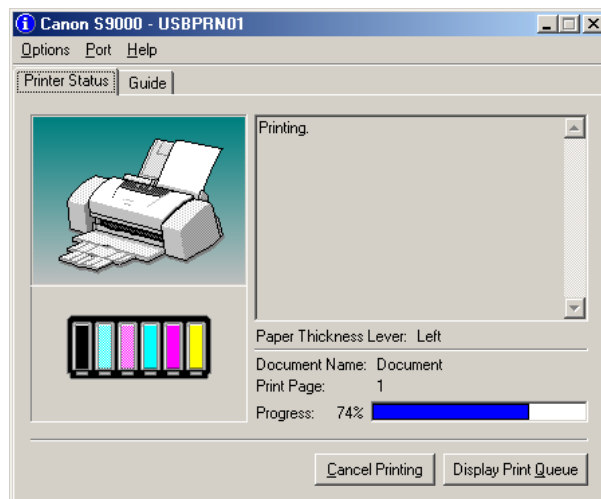 Canon S9000 - USBPRN01
Options Port Help
Printer Status Guide
Printing.
Paper Thickness Lever: Left
Document Name: Document
Print Page: 1
Progress: 74%
Cancel Printing Display Print Queue